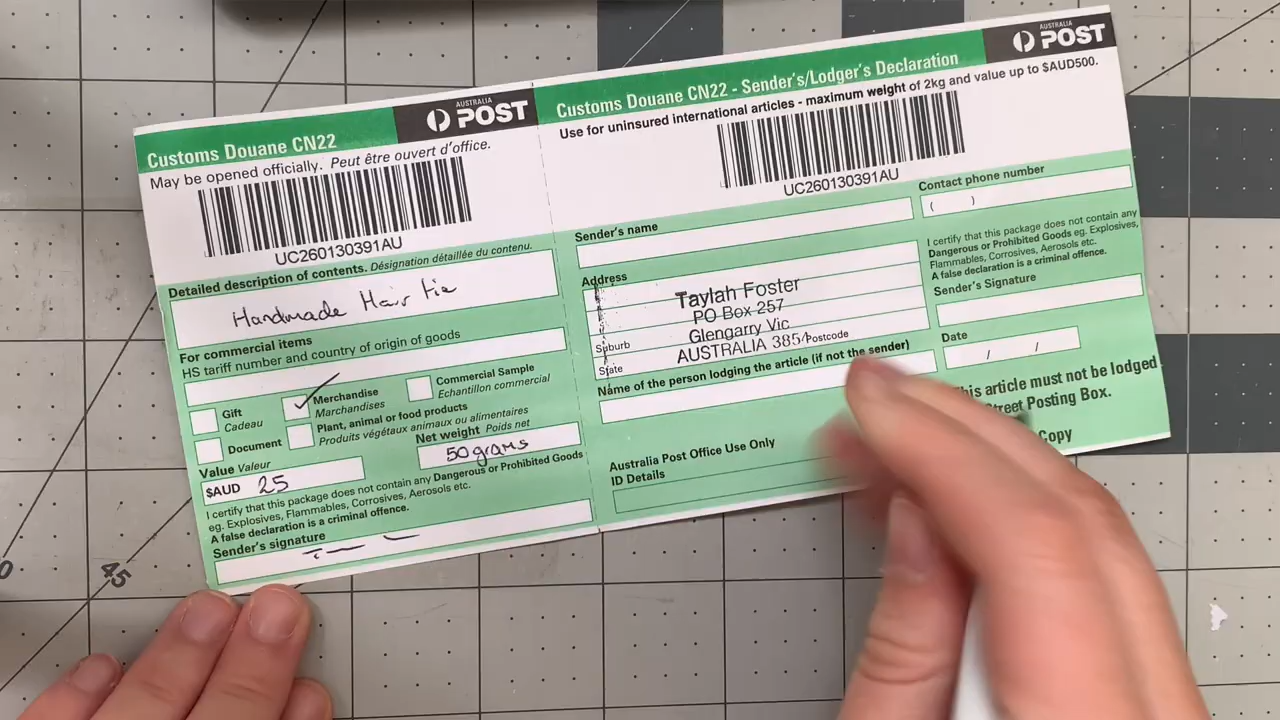 Customs Douane CN22
AUSTRALIA
POST
May be opened officially. Peut être ouvert d'office.
UC260130391AU
Detailed description of contents. Désignation détaillée du contenu.
Handmade Hair tie
For commercial items
HS tariff number and country of origin of goods
Gift
Cadeau
Merchandise
Marchandises
Commercial Sample
Echantillon commercial
Document
Plant, animal or food products
Produits végétaux animaux ou alimentaires
Value Valeur
$AUD 25
Net weight Poids net
50grams
I certify that this package does not contain any Dangerous or Prohibited Goods
eg. Explosives, Flammables, Corrosives, Aerosols etc.
A false declaration is a criminal offence.
Sender's signature
Customs Douane CN22 - Sender's/Lodger's Declaration
AUSTRALIA
POST
Use for uninsured international articles - maximum weight of 2kg and value up to $AUD500.
UC260130391AU
Sender's name
Contact phone number
( )
Address
Taylah Foster
PO Box 257
Glengarry Vic
Suburb
AUSTRALIA 385
Postcode
State
Name of the person lodging the article (if not the sender)
I certify that this package does not contain any
Dangerous or Prohibited Goods eg. Explosives,
Flammables, Corrosives, Aerosols etc.
A false declaration is a criminal offence.
Sender's Signature
Date
/ /
Australia Post Office Use Only
ID Details
his article must not be lodged
Street Posting Box.
Copy
45
0